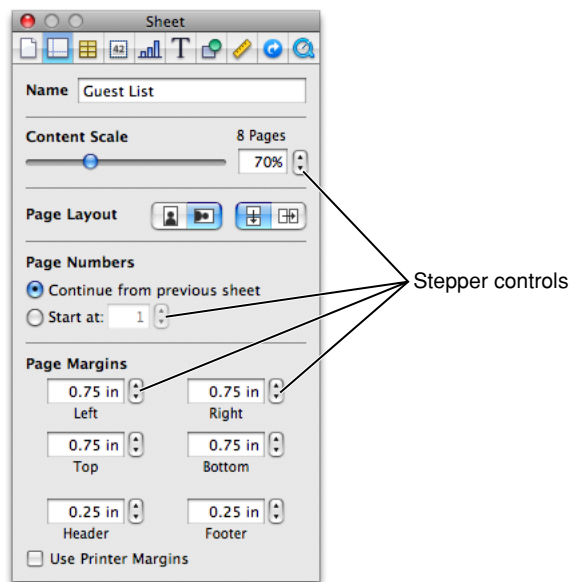 Sheet
42
T
Name Guest List
Content Scale 8 Pages
70%
Page Layout
Stepper controls
Page Numbers
Continue from previous sheet
Start at: 1
Page Margins
0.75 in 0.75 in
Left Right
0.75 in 0.75 in
Top Bottom
0.25 in 0.25 in
Header Footer
Use Printer Margins